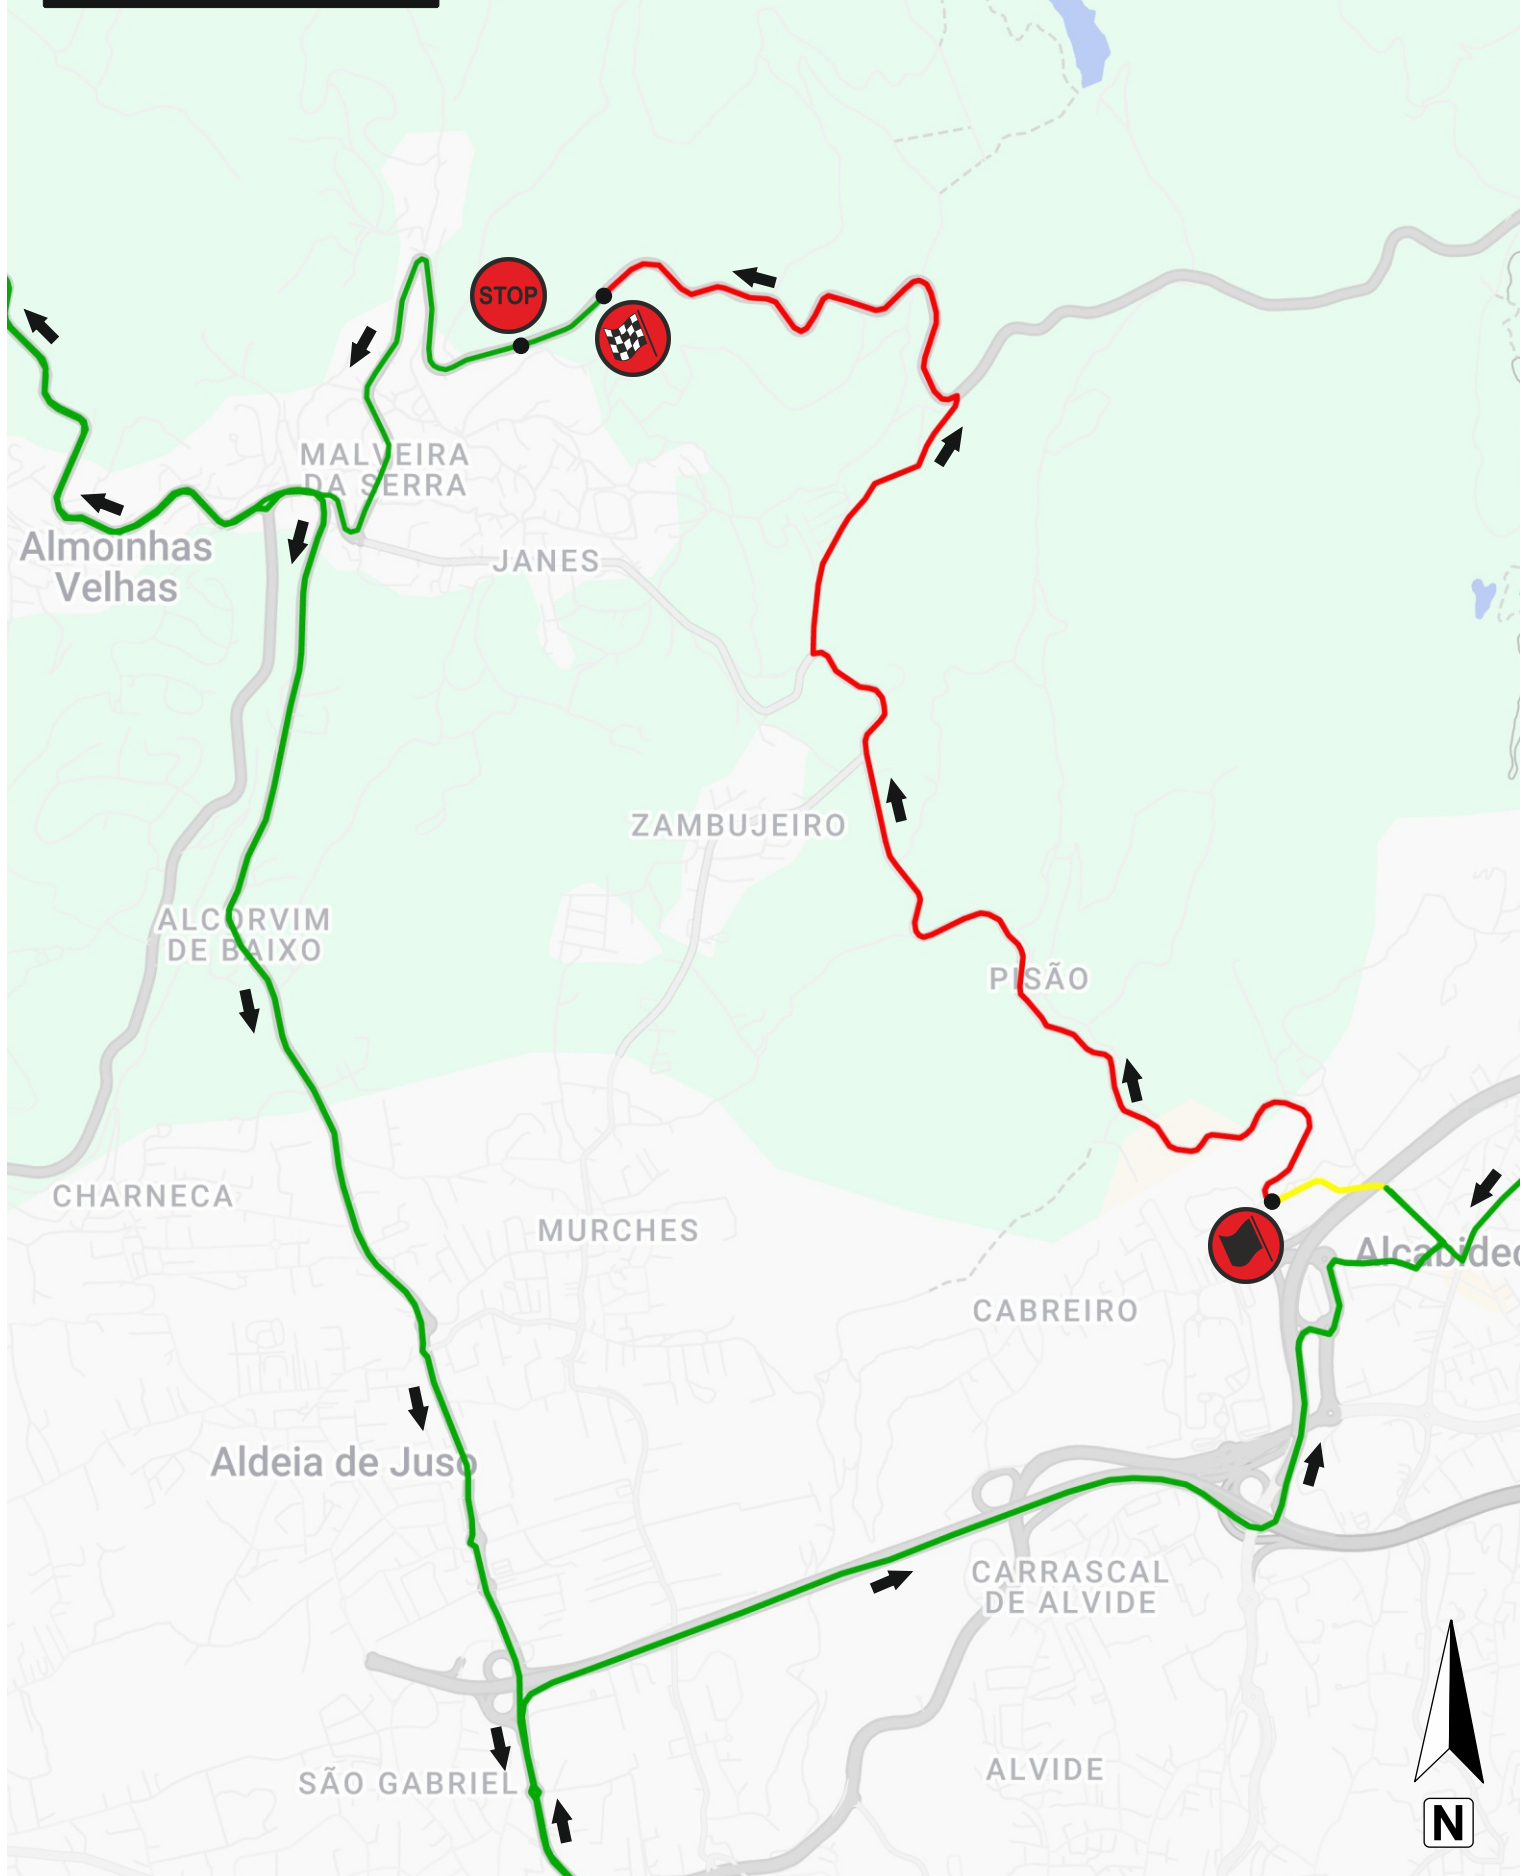 STOP
MALVEIRA
DA SERRA
Almoinhas
Velhas
JANES
ZAMBUJEIRO
ALCORVIM
DE BAIXO
PISÃO
CHARNECA
MURCHES
Alcabidec
CABREIRO
Aldeia de Juso
CARRASCAL
DE ALVIDE
SÃO GABRIEL
ALVIDE
N